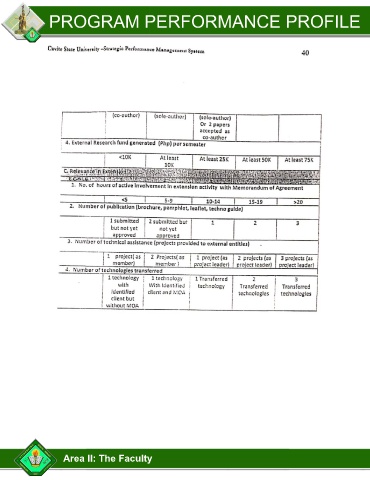 PROGRAM PERFORMANCE PROFILE
Cavite State University –Strategic Performance Management System
40
(co-author) (sole-author) (sole-author)
Or 2 papers
accepted as
co-author
4. External Research fund generated (Php) per semester
<10K At least 10K At least 25K At least 50K At least 75K
C. Relevance in Extension
1. No. of hours of active involvement in extension activity with Memorandum of Agreement
<5 5-9 10-14 15-19 >20
2. Number of publication (brochure, pamphlet, leaflet, techno guide)
1 submitted but not yet approved 2 submitted but not yet approved 1 2 3
3. Number of technical assistance (projects provided to external entities)
1 project( as member) 2 Projects( as member ) 1 project (as project leader) 2 projects (as project leader) 3 projects (as project leader)
4. Number of technologies transferred
1 technology with identified client but without MOA 1 technology With identified client and MOA 1 Transferred technology 2 Transferred technologies 3 Transferred technologies
Area II: The Faculty